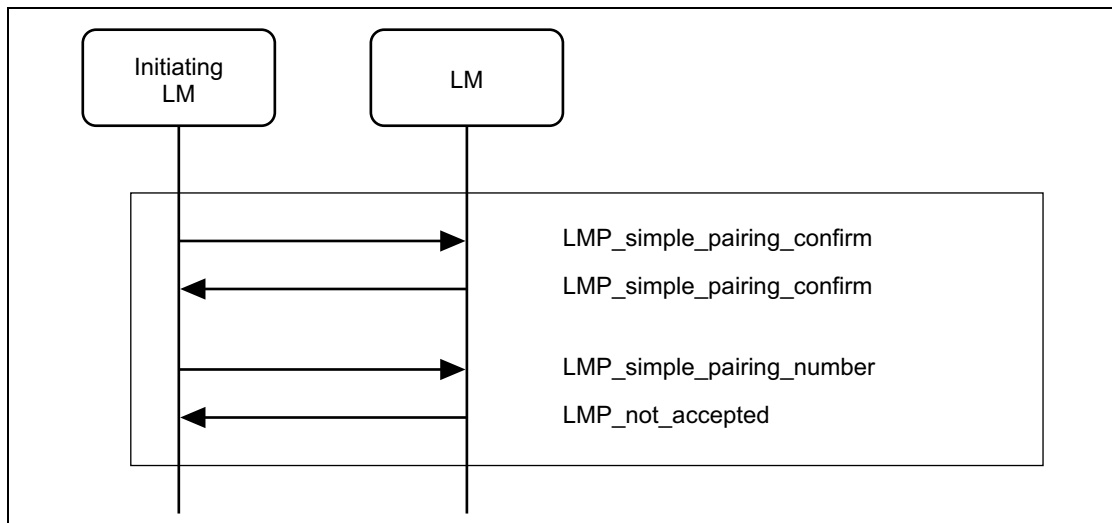 Initiating
LM
LM
LMP_simple_pairing_confirm
LMP_simple_pairing_confirm
LMP_simple_pairing_number
LMP_not_accepted